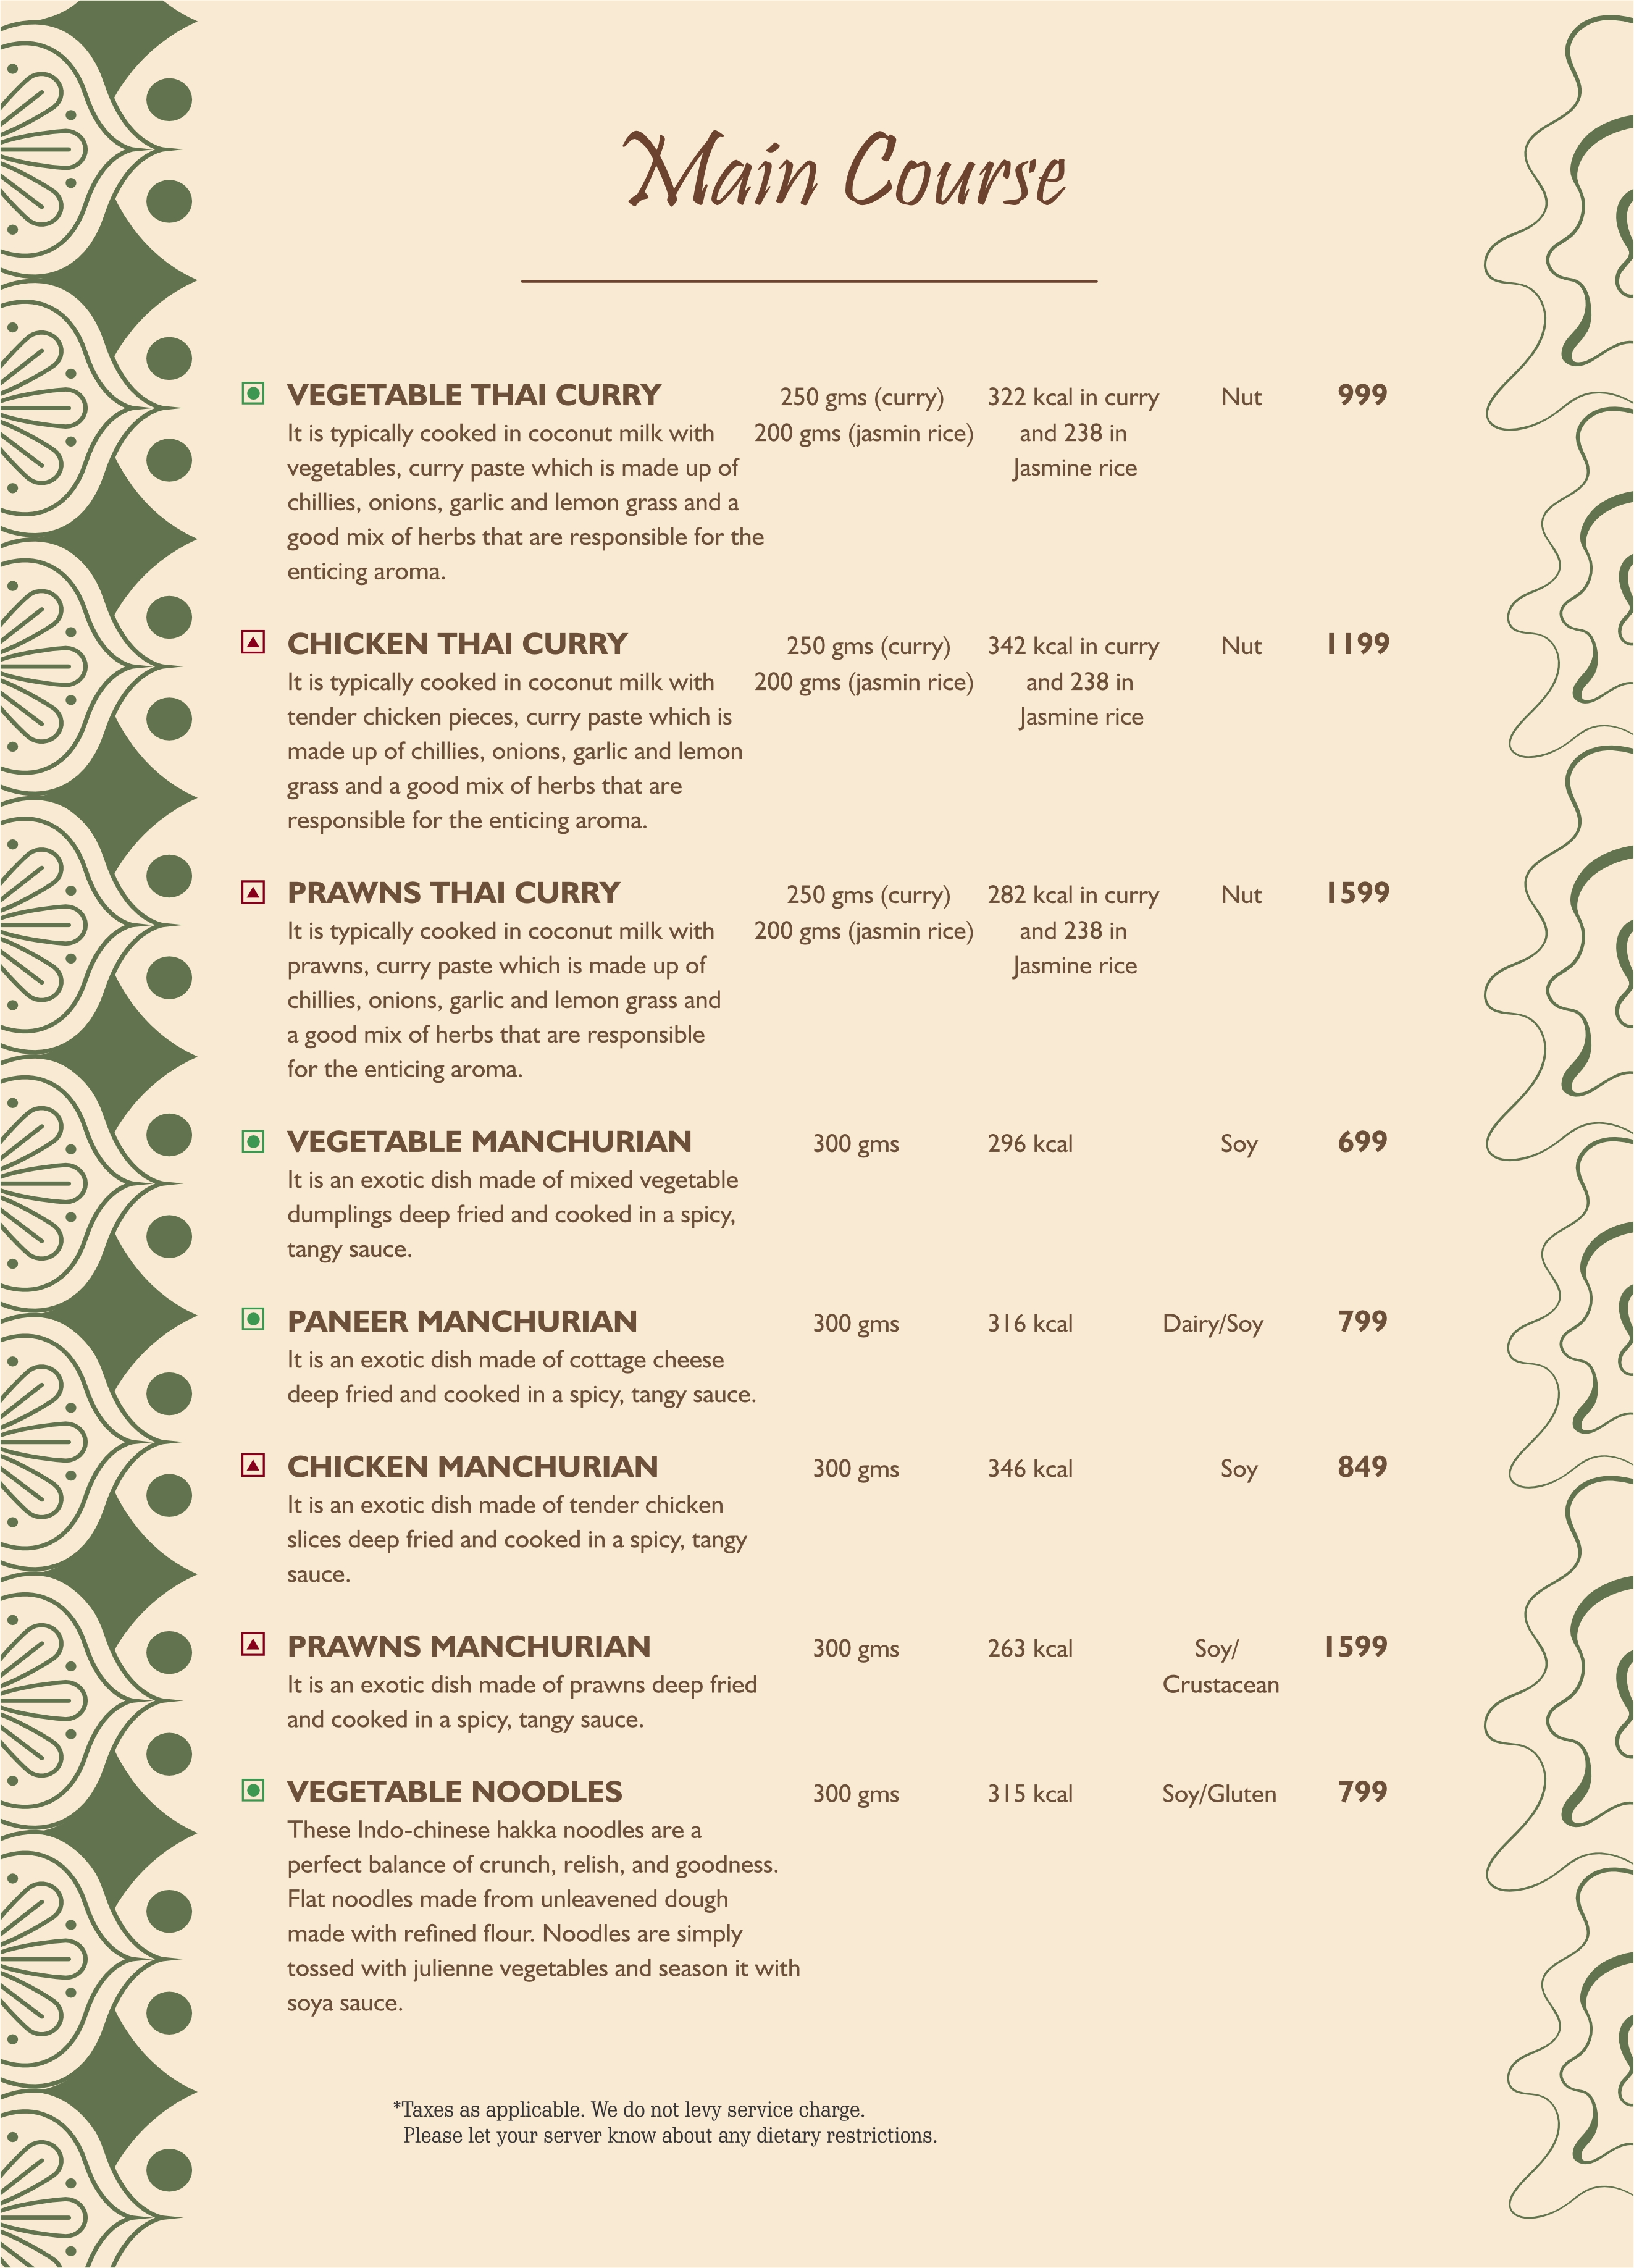 Main Course
VEGETABLE THAI CURRY 250 gms (curry) 322 kcal in curry Nut 999
It is typically cooked in coconut milk with 200 gms (jasmin rice) and 238 in
vegetables, curry paste which is made up of Jasmine rice
chillies, onions, garlic and lemon grass and a
good mix of herbs that are responsible for the
enticing aroma.
CHICKEN THAI CURRY 250 gms (curry) 342 kcal in curry Nut 1199
It is typically cooked in coconut milk with 200 gms (jasmin rice) and 238 in
tender chicken pieces, curry paste which is Jasmine rice
made up of chillies, onions, garlic and lemon
grass and a good mix of herbs that are
responsible for the enticing aroma.
PRAWNS THAI CURRY 250 gms (curry) 282 kcal in curry Nut 1599
It is typically cooked in coconut milk with 200 gms (jasmin rice) and 238 in
prawns, curry paste which is made up of Jasmine rice
chillies, onions, garlic and lemon grass and
a good mix of herbs that are responsible
for the enticing aroma.
VEGETABLE MANCHURIAN 300 gms 296 kcal Soy 699
It is an exotic dish made of mixed vegetable
dumplings deep fried and cooked in a spicy,
tangy sauce.
PANEER MANCHURIAN 300 gms 316 kcal Dairy/Soy 799
It is an exotic dish made of cottage cheese
deep fried and cooked in a spicy, tangy sauce.
CHICKEN MANCHURIAN 300 gms 346 kcal Soy 849
It is an exotic dish made of tender chicken
slices deep fried and cooked in a spicy, tangy
sauce.
PRAWNS MANCHURIAN 300 gms 263 kcal Soy/ 1599
It is an exotic dish made of prawns deep fried Crustacean
and cooked in a spicy, tangy sauce.
VEGETABLE NOODLES 300 gms 315 kcal Soy/Gluten 799
These Indo-chinese hakka noodles are a
perfect balance of crunch, relish, and goodness.
Flat noodles made from unleavened dough
made with refined flour. Noodles are simply
tossed with julienne vegetables and season it with
soya sauce.
*Taxes as applicable. We do not levy service charge.
Please let your server know about any dietary restrictions.